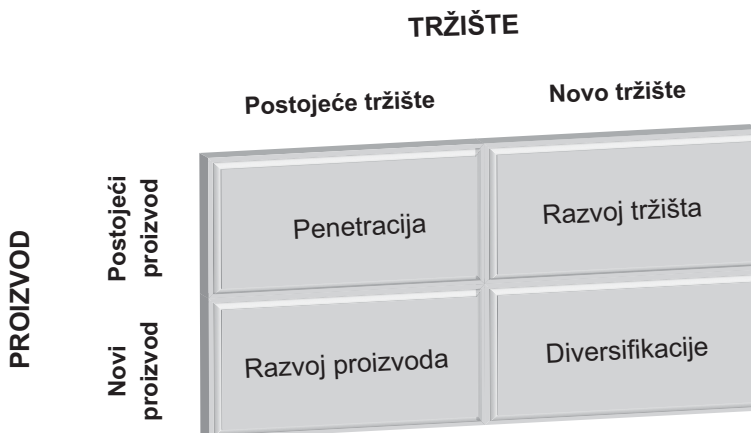 TRŽIŠTE
Postojeće tržište
Novo tržište
PROIZVOD
Postojeći
proizvod
Penetracija
Razvoj tržišta
Novi
proizvod
Razvoj proizvoda
Diversifikacije